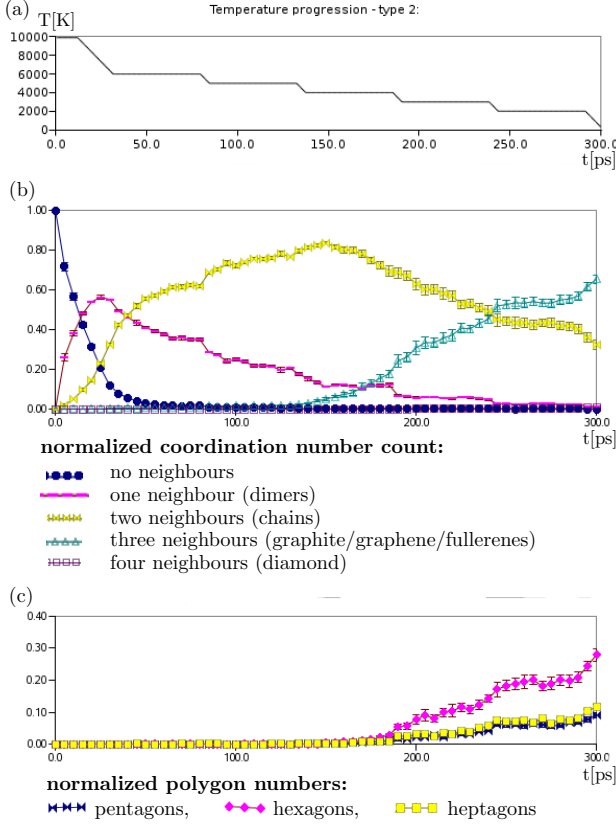 (a)
Temperature progression - type 2:
T[K]
10000
8000
6000
4000
2000
0
0.0 50.0 100.0 150.0 200.0 250.0 300.0
t[ps]
(b)
1.00
0.80
0.60
0.40
0.20
0.00
0.0 100.0 200.0 300.0
t[ps]
normalized coordination number count:
no neighbours
one neighbour (dimers)
two neighbours (chains)
three neighbours (graphite/graphene/fullerenes)
four neighbours (diamond)
(c)
0.40
0.30
0.20
0.10
0.00
0.0 100.0 200.0 300.0
t[ps]
normalized polygon numbers:
pentagons, hexagons, heptagons